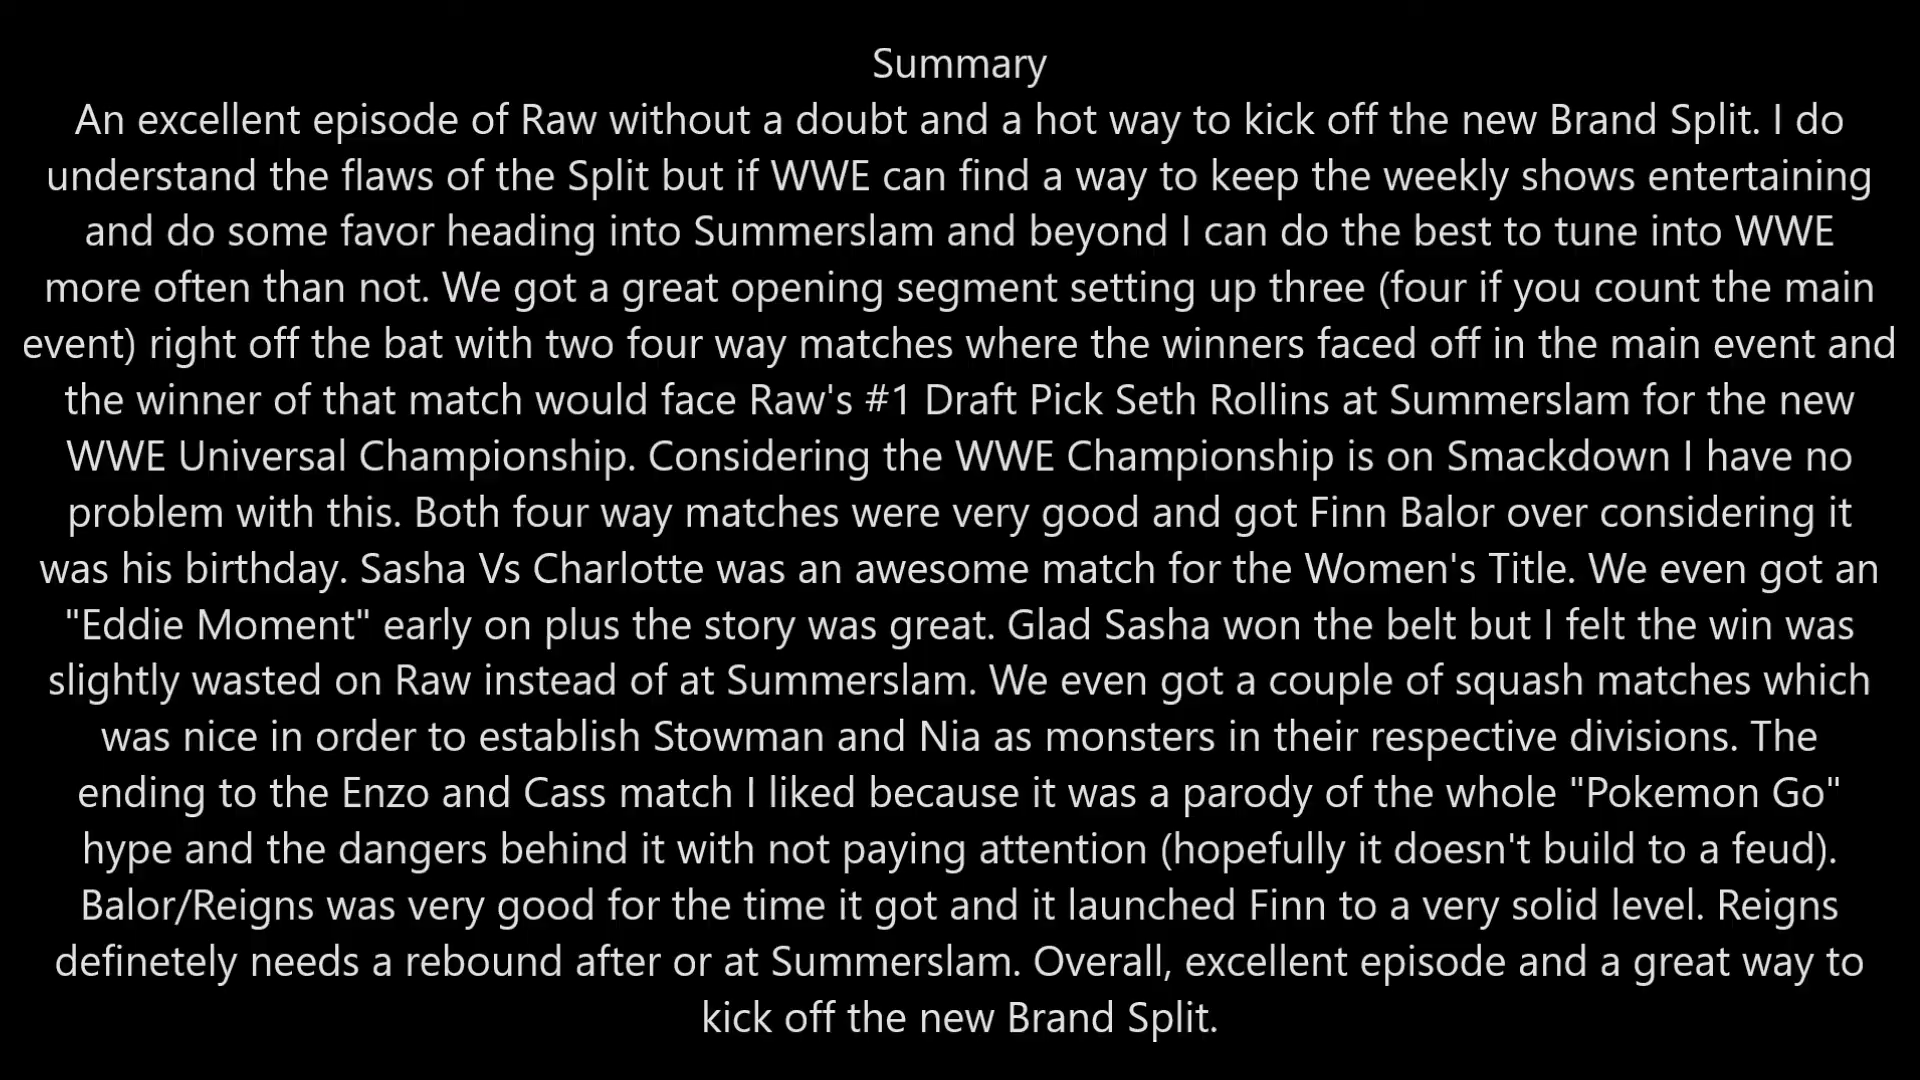 Summary
An excellent episode of Raw without a doubt and a hot way to kick off the new Brand Split. I do
understand the flaws of the Split but if WWE can find a way to keep the weekly shows entertaining
and do some favor heading into Summerslam and beyond I can do the best to tune into WWE
more often than not. We got a great opening segment setting up three (four if you count the main
event) right off the bat with two four way matches where the winners faced off in the main event and
the winner of that match would face Raw's #1 Draft Pick Seth Rollins at Summerslam for the new
WWE Universal Championship. Considering the WWE Championship is on Smackdown I have no
problem with this. Both four way matches were very good and got Finn Balor over considering it
was his birthday. Sasha Vs Charlotte was an awesome match for the Women's Title. We even got an
"Eddie Moment" early on plus the story was great. Glad Sasha won the belt but I felt the win was
slightly wasted on Raw instead of at Summerslam. We even got a couple of squash matches which
was nice in order to establish Stowman and Nia as monsters in their respective divisions. The
ending to the Enzo and Cass match I liked because it was a parody of the whole "Pokemon Go"
hype and the dangers behind it with not paying attention (hopefully it doesn't build to a feud).
Balor/Reigns was very good for the time it got and it launched Finn to a very solid level. Reigns
definetely needs a rebound after or at Summerslam. Overall, excellent episode and a great way to
kick off the new Brand Split.